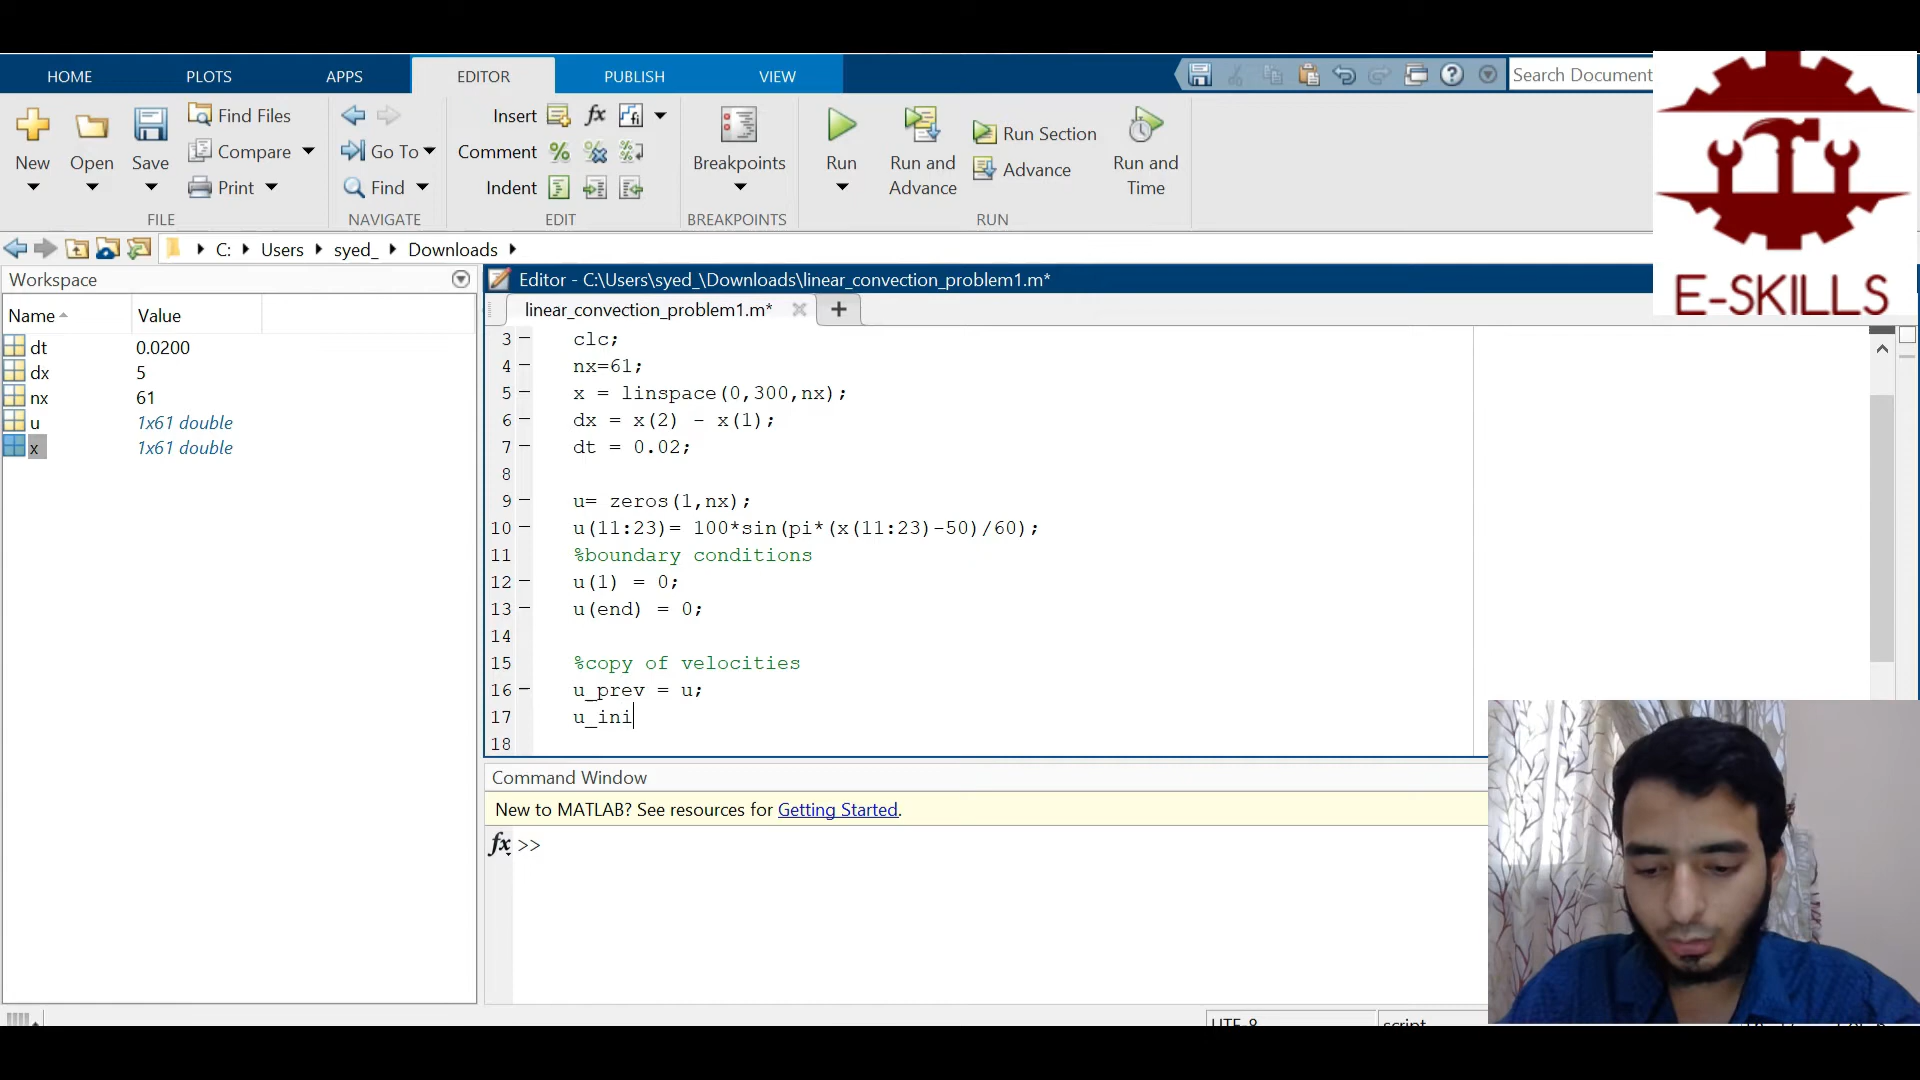 HOME PLOTS APPS EDITOR PUBLISH VIEW Search Document
New Open Save Find Files Compare Print
FILE
Go To Find
NAVIGATE
Insert fx fi
Comment % 
Indent
EDIT
Breakpoints
BREAKPOINTS
Run Run and Advance Run Section Advance Run and Time
RUN
E-SKILLS
C: Users syed_ Downloads
Workspace
Name Value
dt 0.0200
dx 5
nx 61
u 1x61 double
x 1x61 double
Editor - C:\Users\syed_\Downloads\linear_convection_problem1.m*
linear_convection_problem1.m*
3 clc;
4 nx=61;
5 x = linspace(0,300,nx);
6 dx = x(2) - x(1);
7 dt = 0.02;
8
9 u= zeros(1,nx);
10 u(11:23)= 100*sin(pi*(x(11:23)-50)/60);
11 %boundary conditions
12 u(1) = 0;
13 u(end) = 0;
14
15 %copy of velocities
16 u_prev = u;
17 u_ini
18
Command Window
New to MATLAB? See resources for Getting Started.
fx >>
UTF-8 script